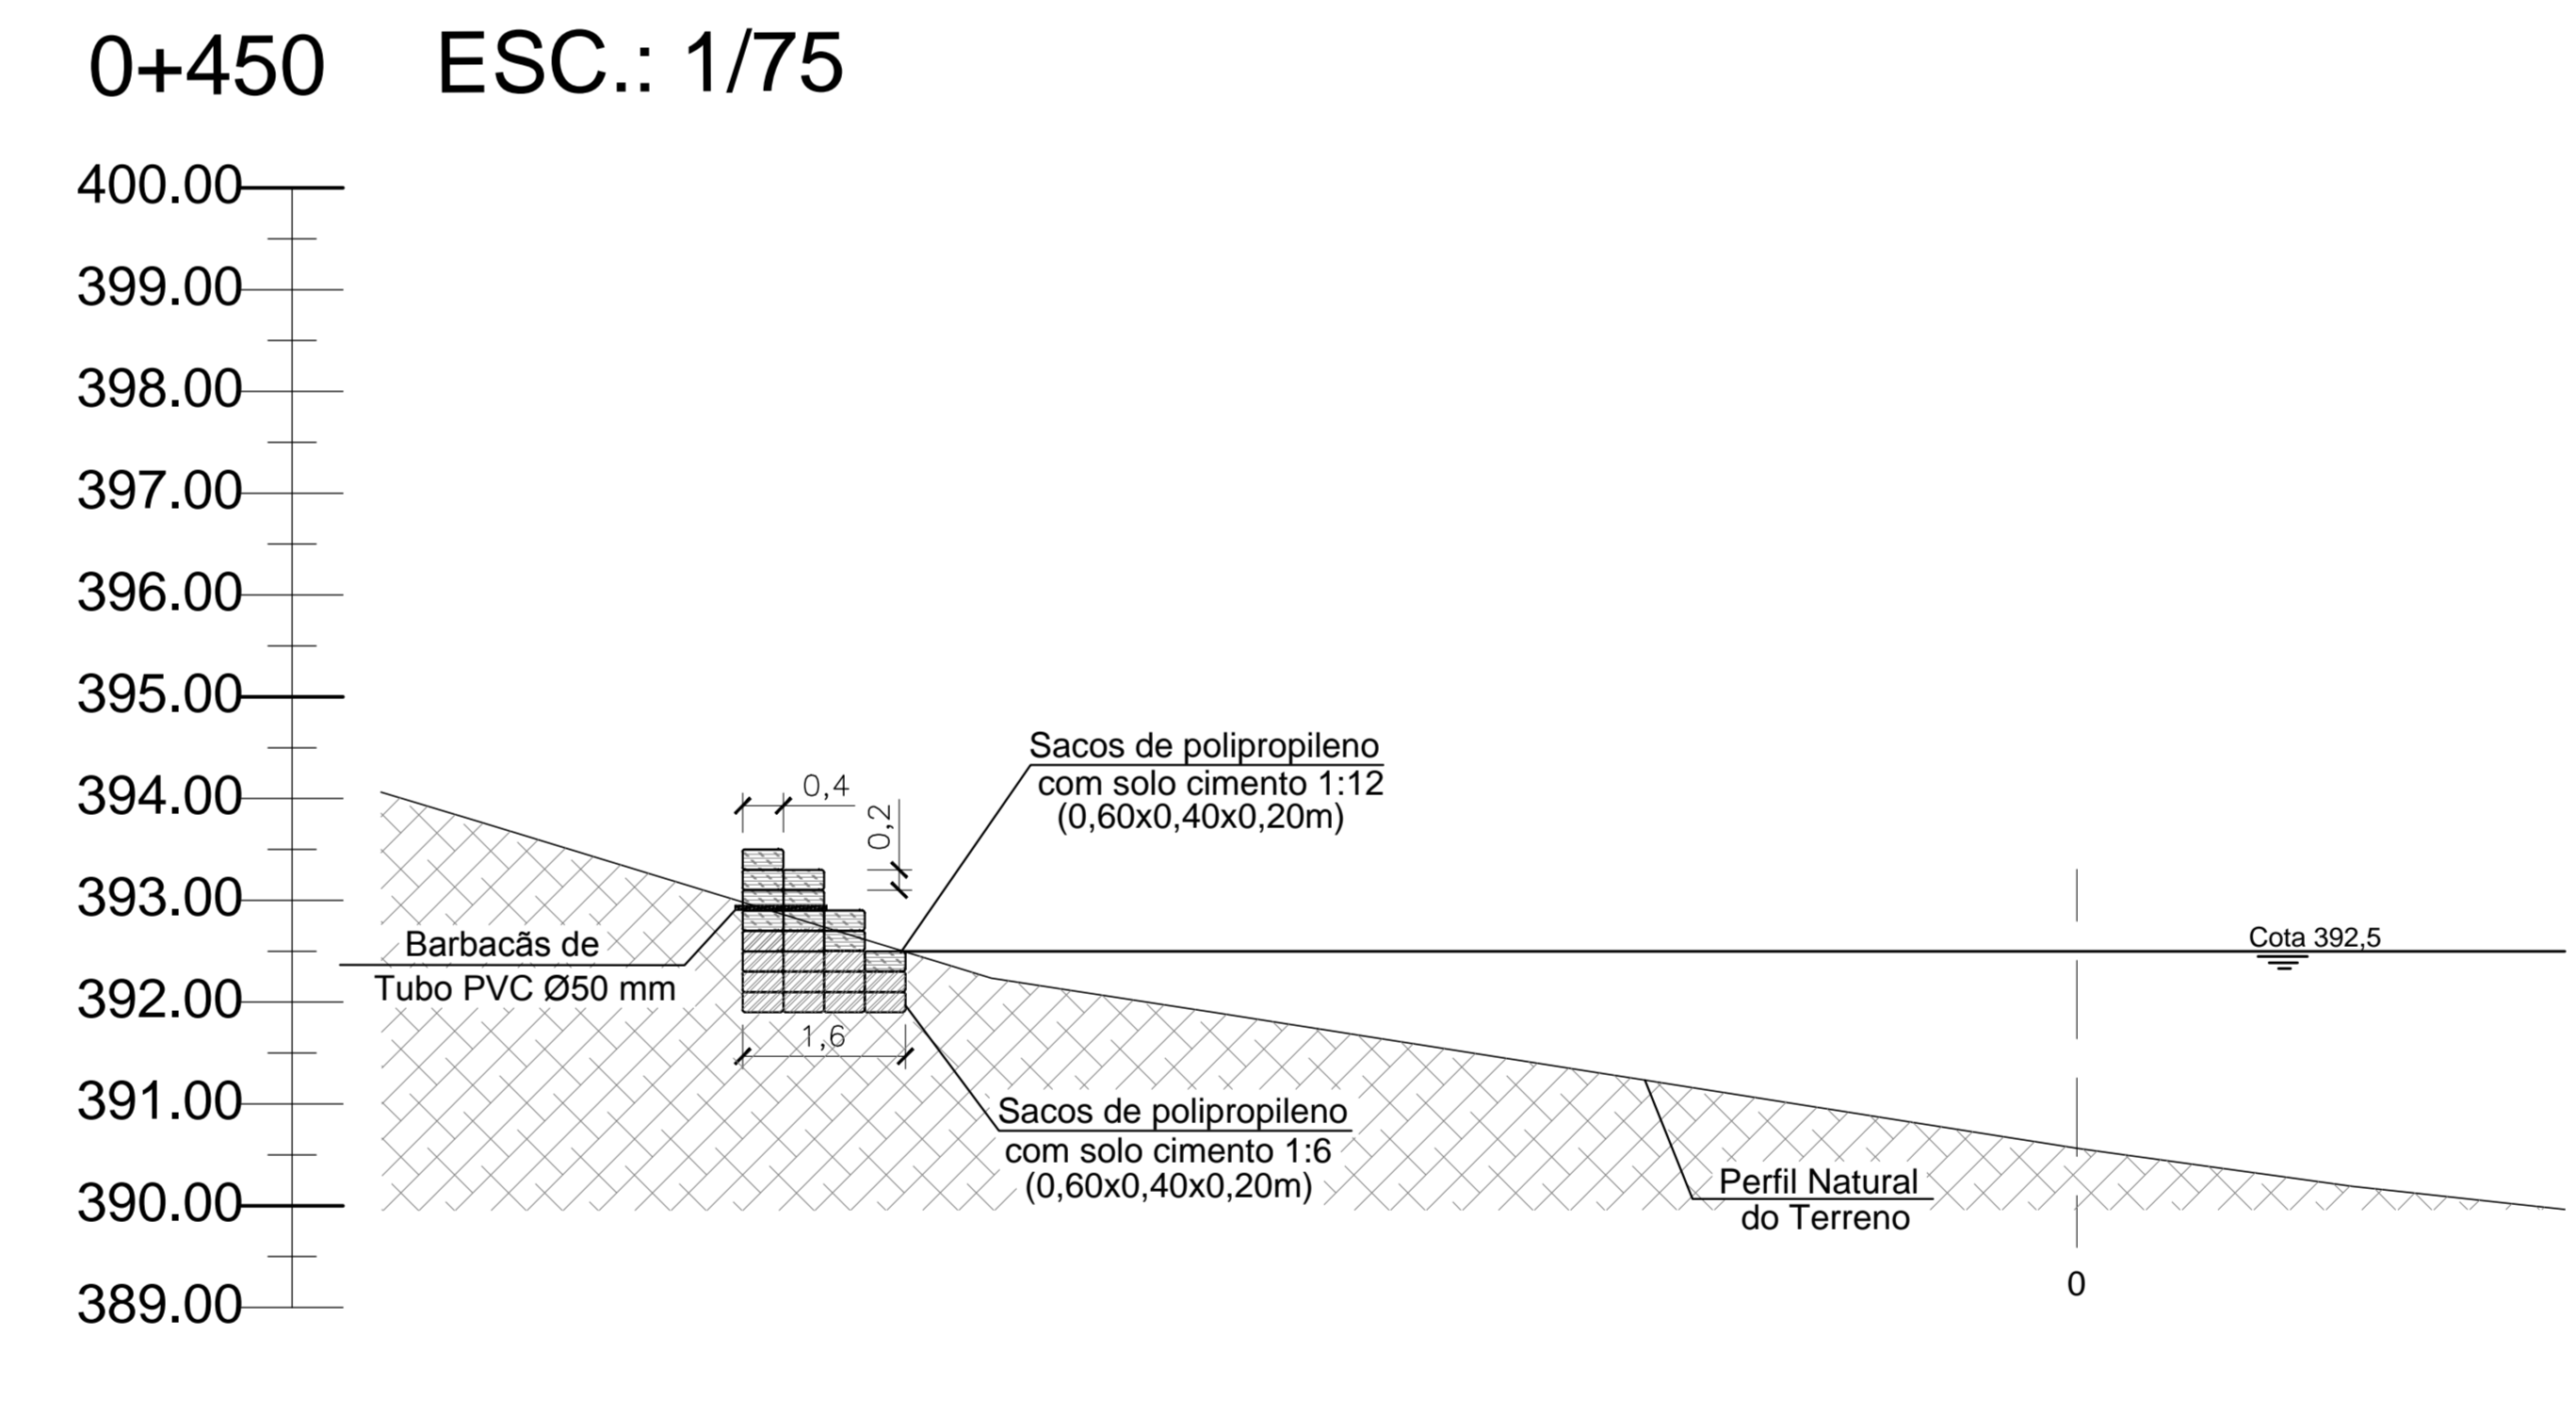 0+450 ESC.: 1/75
400.00
399.00
398.00
397.00
396.00
395.00
394.00
393.00
392.00
391.00
390.00
389.00
0,4
0,2
Sacos de polipropileno
com solo cimento 1:12
(0,60x0,40x0,20m)
Barbacãs de
Tubo PVC Ø50 mm
1,6
Cota 392,5
Sacos de polipropileno
com solo cimento 1:6
(0,60x0,40x0,20m)
Perfil Natural
do Terreno
0